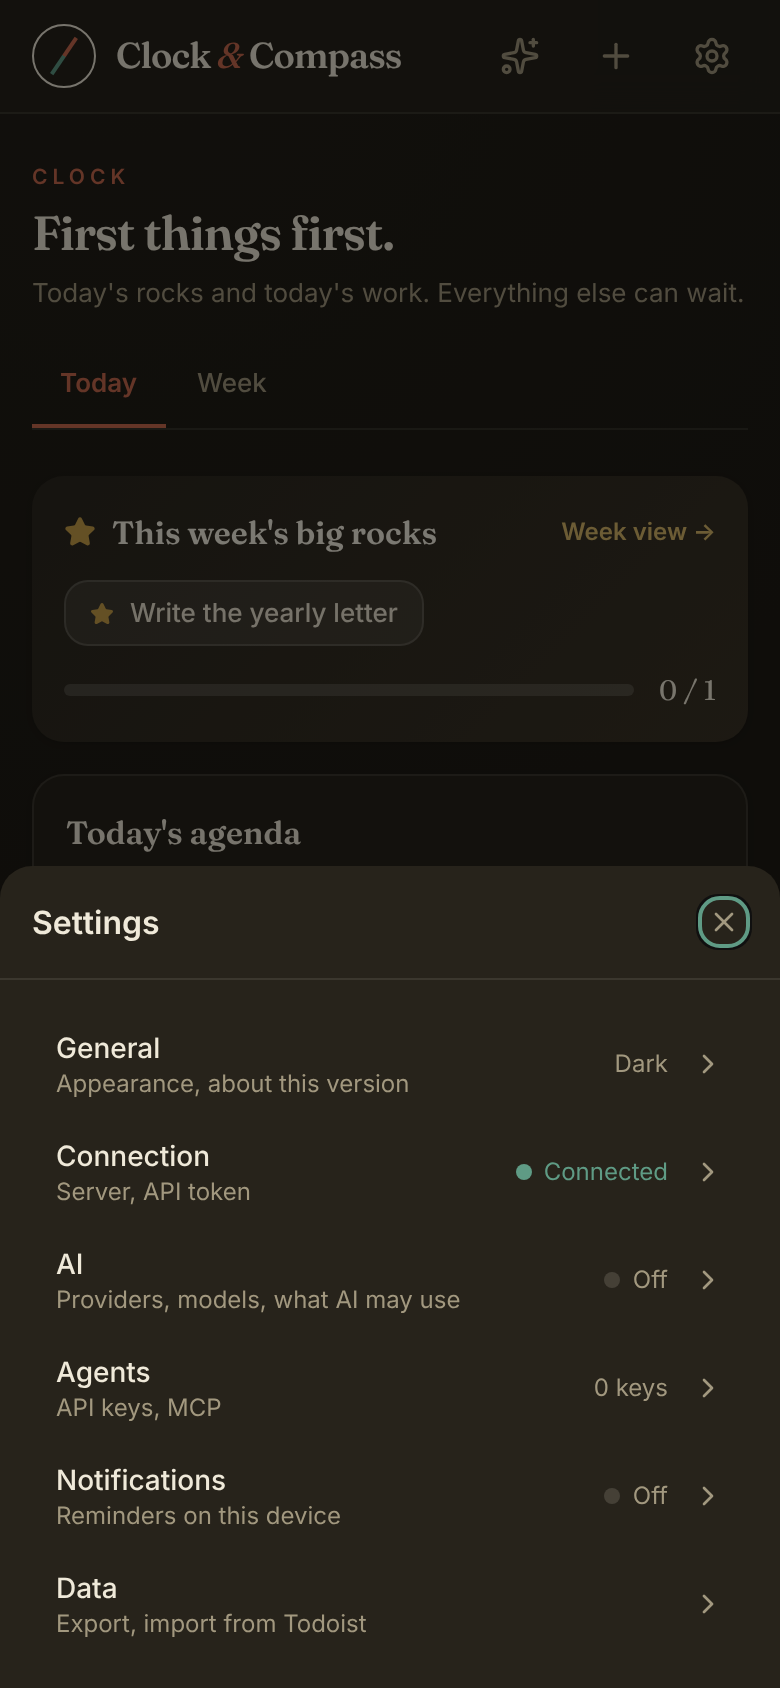 Clock & Compass
CLOCK
First things first.
Today's rocks and today's work. Everything else can wait.
Today Week
This week's big rocks Week view →
Write the yearly letter
0 / 1
Today's agenda
Settings
General
Appearance, about this version
Dark
Connection
Server, API token
Connected
AI
Providers, models, what AI may use
Off
Agents
API keys, MCP
0 keys
Notifications
Reminders on this device
Off
Data
Export, import from Todoist